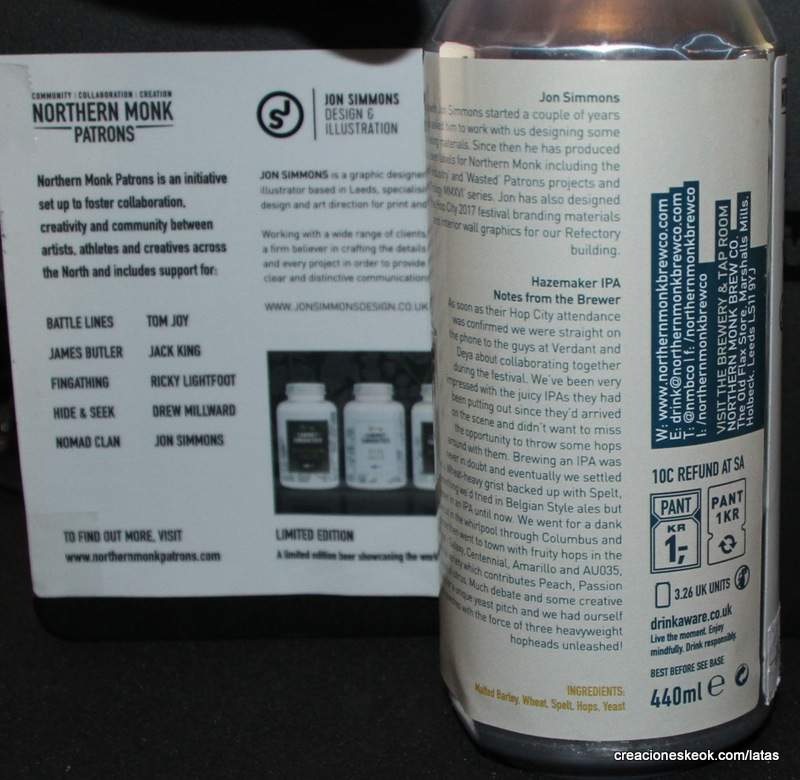 COMMUNITY | COLLABORATION | CREATION
NORTHERN MONK
PATRONS
Northern Monk Patrons is an initiative
set up to foster collaboration,
creativity and community between
artists, athletes and creatives across
the North and includes support for:
BATTLE LINES TOM JOY
JAMES BUTLER JACK KING
FINGATHING RICKY LIGHTFOOT
HIDE & SEEK DREW MILLWARD
NOMAD CLAN JON SIMMONS
TO FIND OUT MORE, VISIT
www.northernmonkpatrons.com
JON SIMMONS
DESIGN &
ILLUSTRATION
JON SIMMONS is a graphic designer
illustrator based in Leeds, specialis
design and art direction for print and
Working with a wide range of clients,
a firm believer in crafting the details
and every project in order to provide
clear and distinctive communication
WWW.JONSIMMONSDESIGN.CO.UK
LIMITED EDITION
A limited edition beer showcasing the work
Jon Simmons
Simmons started a couple of years
him to work with us designing some
materials. Since then he has produced
labels for Northern Monk including the
Industry and Wasted' Patrons projects and
MMXVI' series. Jon has also designed
Hop City 2017 festival branding materials
interior wall graphics for our Refectory
building.
Hazemaker IPA
Notes from the Brewer
As soon as their Hop City attendance
was confirmed we were straight on
the phone to the guys at Verdant and
Deya about collaborating together
during the festival. We've been very
impressed with the juicy IPAs they had
been putting out since they'd arrived
on the scene and didn't want to miss
the opportunity to throw some hops
around with them. Brewing an IPA was
never in doubt and eventually we settled
Wheat-heavy grist backed up with Spelt,
we'd tried in Belgian Style ales but
in an IPA until now. We went for a dank
in the whirlpool through Columbus and
then went to town with fruity hops in the
Centennial, Amarillo and AU035,
which contributes Peach, Passion
Much debate and some creative
unique yeast pitch and we had ourself
with the force of three heavyweight
hopheads unleashed!
INGREDIENTS:
Malted Barley, Wheat, Spelt, Hops, Yeast
W: www.northernmonkbrewco.com
E: drink@northernmonkbrewco.com
T: @nmbco | f: /northernmonkbrewco
I: /northernmonkbrewco
VISIT THE BREWERY & TAP ROOM
NORTHERN MONK BREW CO.
The Old Flax Store, Marshalls Mills,
Holbeck, Leeds LS11 9YJ
10C REFUND AT SA
PANT
KR
1,-
PANT
1KR
3.26 UK UNITS
drinkaware.co.uk
Live the moment. Enjoy
mindfully. Drink responsibly.
BEST BEFORE SEE BASE
440ml e
creacioneskeok.com/latas